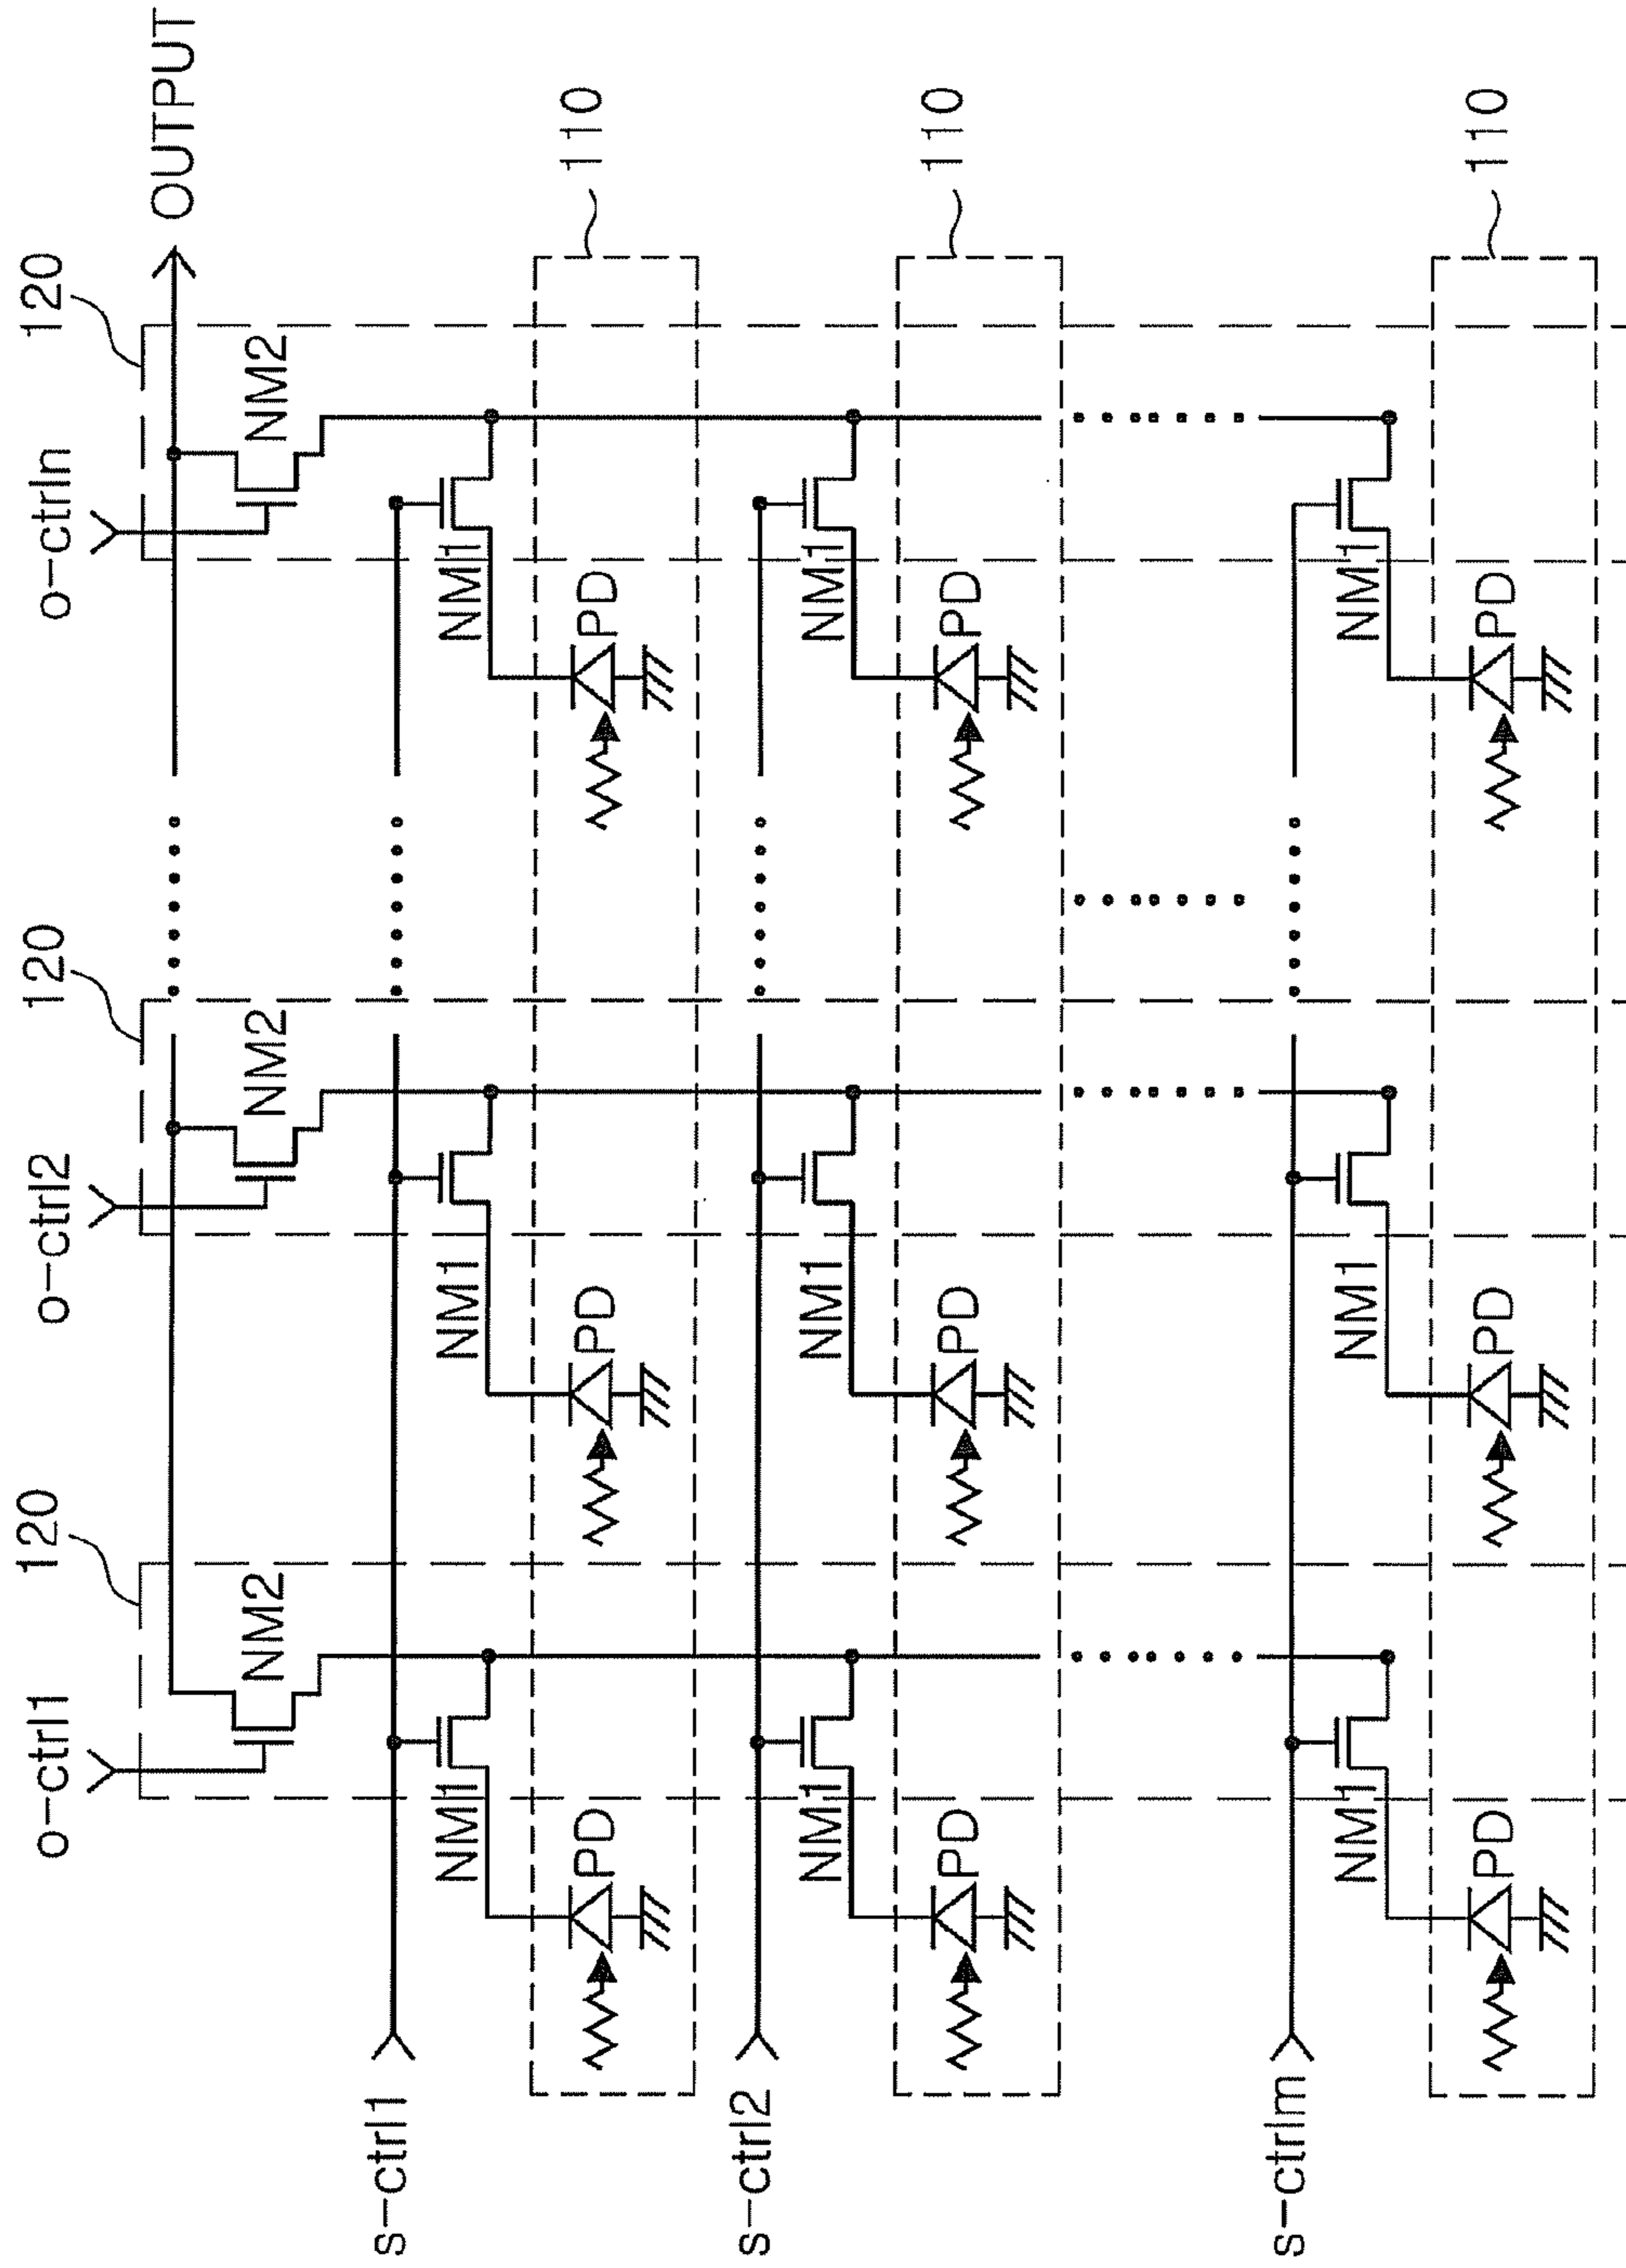 o-ctrl1
120
o-ctrl2
120
o-ctrln
120
OUTPUT
NM2
NM2
NM2
s-ctrl1
NM1
NM1
NM1
PD
PD
PD
110
s-ctrl2
NM1
NM1
NM1
PD
PD
PD
110
s-ctrlm
NM1
NM1
NM1
PD
PD
PD
110